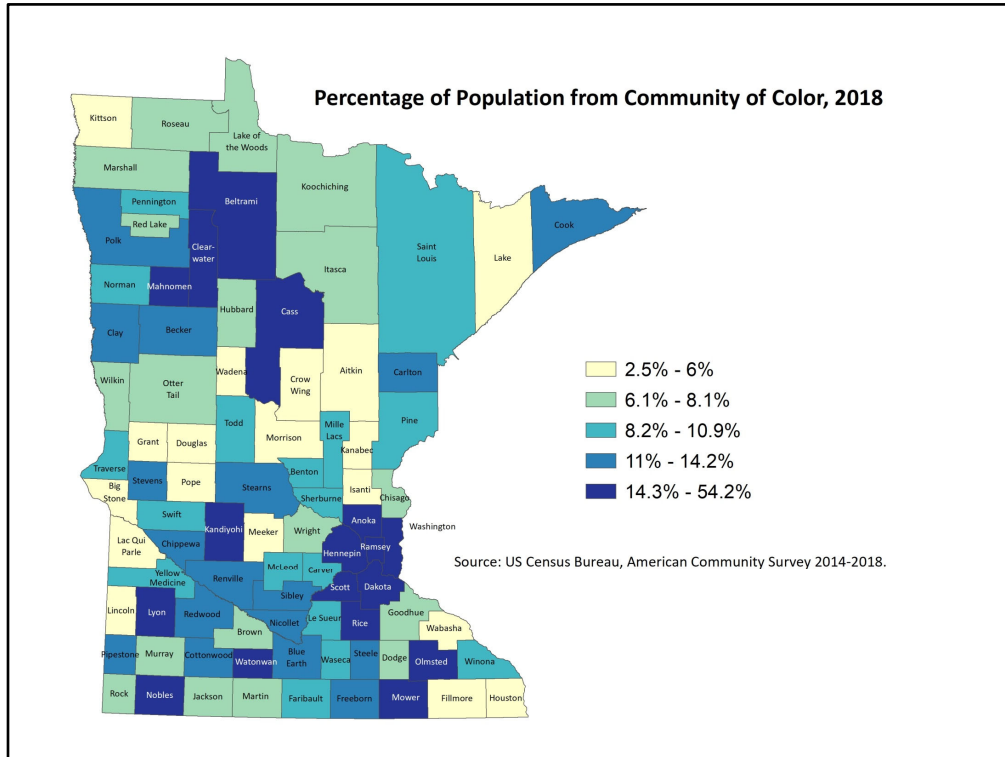 Percentage of Population from Community of Color, 2018
Kittson
Roseau
Lake of
the Woods
Marshall
Koochiching
Pennington
Beltrami
Red Lake
Polk
Clear-
water
Saint
Louis
Lake
Cook
Itasca
Norman
Mahnomen
Hubbard
Cass
Clay
Becker
Wadena
Crow
Wing
Aitkin
Carlton
Wilkin
Otter
Tail
Todd
Mille
Lacs
Pine
Morrison
Kanabec
Grant
Douglas
Traverse
Benton
Big
Stone
Stevens
Pope
Stearns
Isanti
Sherburne
Chisago
Swift
Kandiyohi
Meeker
Wright
Anoka
Washington
Lac Qui
Parle
Chippewa
Hennepin
Ramsey
McLeod
Carver
Yellow
Medicine
Renville
Scott
Dakota
Sibley
Lincoln
Lyon
Redwood
Nicollet
Le Sueur
Rice
Goodhue
Brown
Wabasha
Pipestone
Murray
Cottonwood
Watonwan
Blue
Earth
Waseca
Steele
Dodge
Olmsted
Winona
Rock
Nobles
Jackson
Martin
Faribault
Freeborn
Mower
Fillmore
Houston
2.5% - 6%
6.1% - 8.1%
8.2% - 10.9%
11% - 14.2%
14.3% - 54.2%
Source: US Census Bureau, American Community Survey 2014-2018.